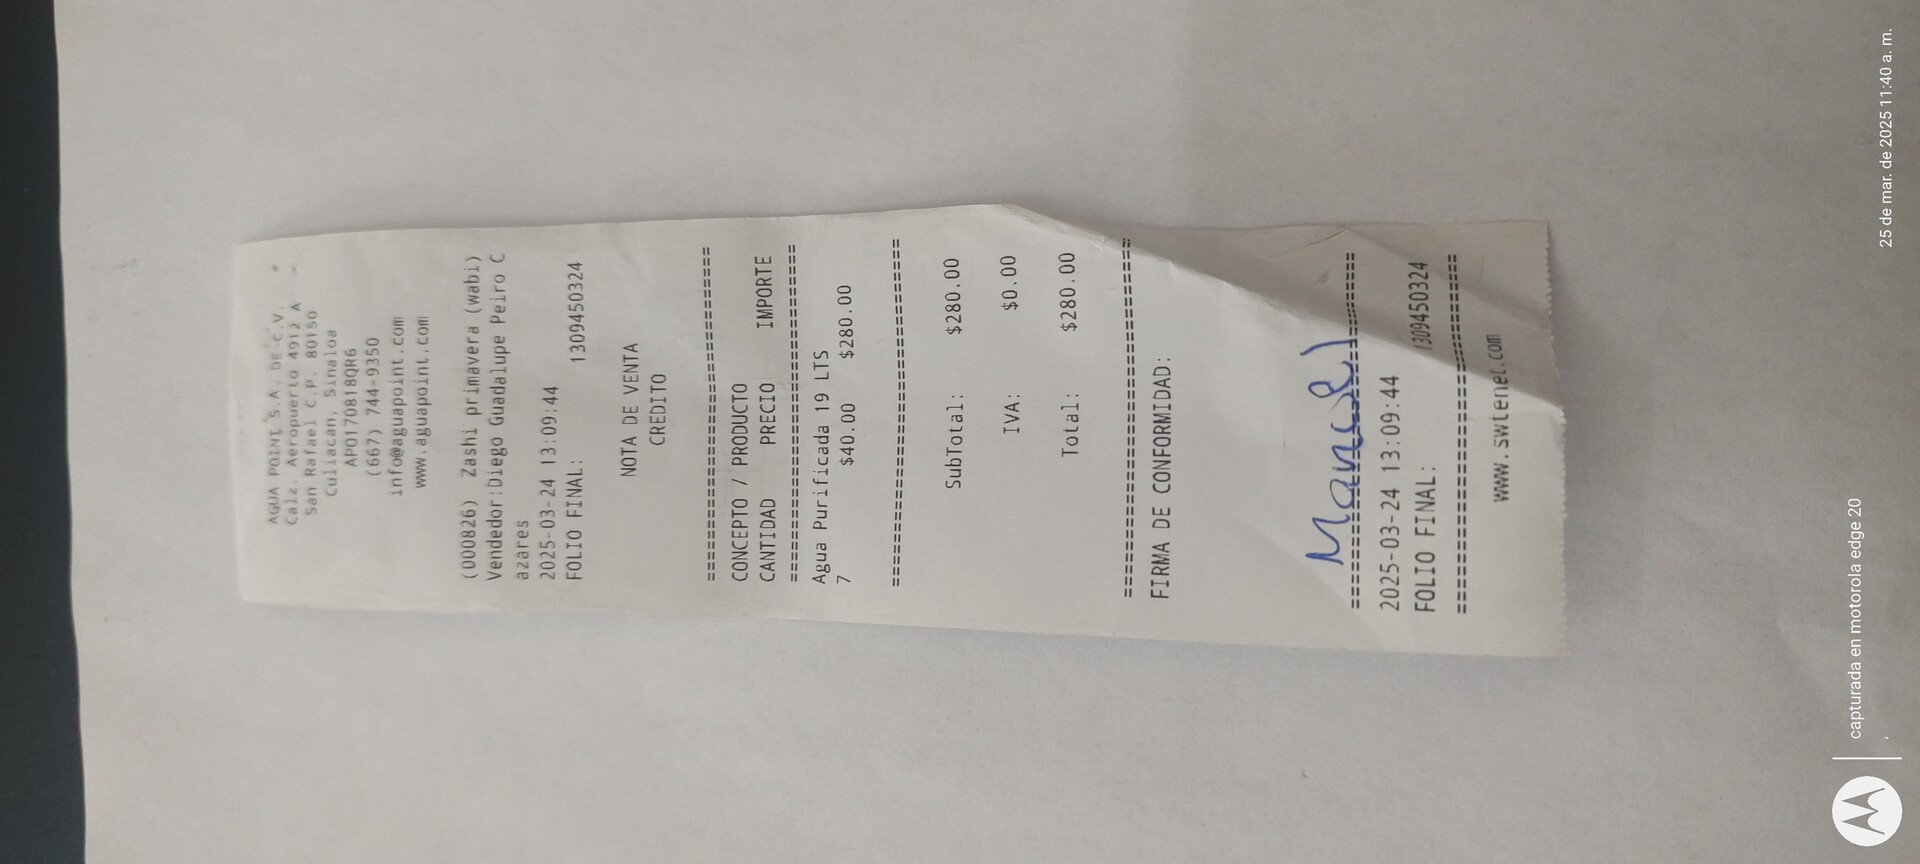 AGUA POINT S.A. DE C.V.
Calz. Aeropuerto 4912 A
San Rafael C.P. 80150
Culiacan, Sinaloa
APO170818QR6
(667) 744-9350
info@aguapoint.com
www.aguapoint.com
(000826) Zashi primavera (wabi)
Vendedor:Diego Guadalupe Peiro C
azares
2025-03-24 13:09:44
FOLIO FINAL: 1309450324
NOTA DE VENTA
CREDITO
================================
CONCEPTO / PRODUCTO
CANTIDAD PRECIO IMPORTE
================================
Agua Purificada 19 LTS
7 $40.00 $280.00
================================
SubTotal: $280.00
IVA: $0.00
Total: $280.00
================================
FIRMA DE CONFORMIDAD:
Manuel
================================
2025-03-24 13:09:44
FOLIO FINAL: 1309450324
================================
www.swtenet.com
capturada en motorola edge 20
25 de mar. de 2025 11:40 a. m.